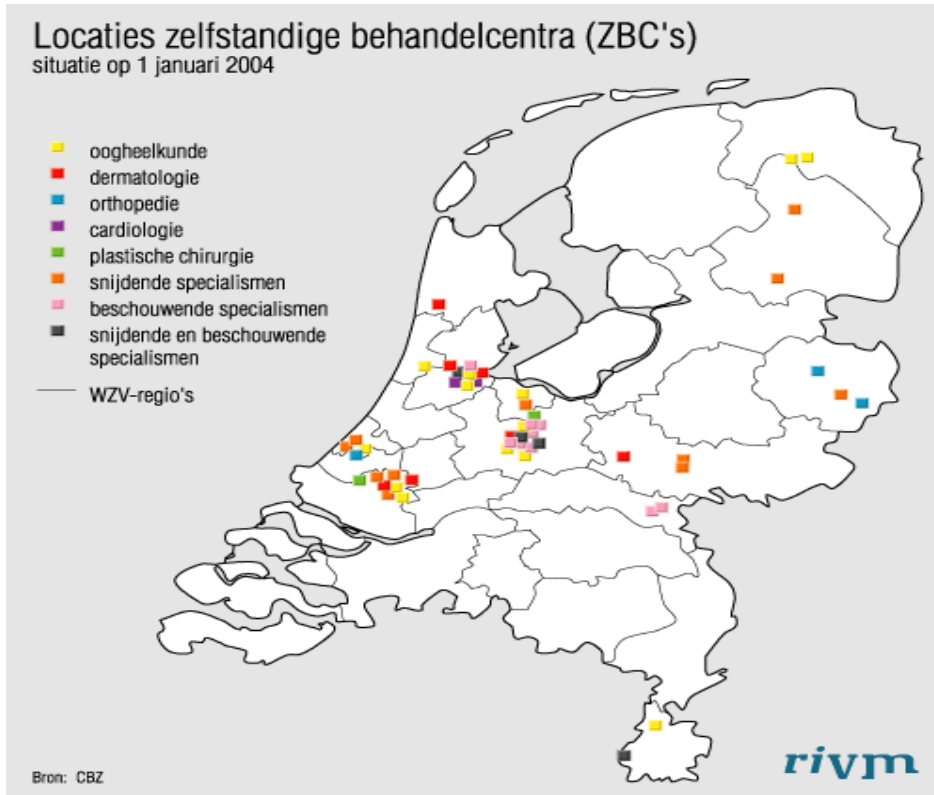 Locaties zelfstandige behandelcentra (ZBC's)
situatie op 1 januari 2004
oogheelkunde
dermatologie
orthopedie
cardiologie
plastische chirurgie
snijdende specialismen
beschouwende specialismen
snijdende en beschouwende
specialismen
WZV-regio's
Bron: CBZ
rivm